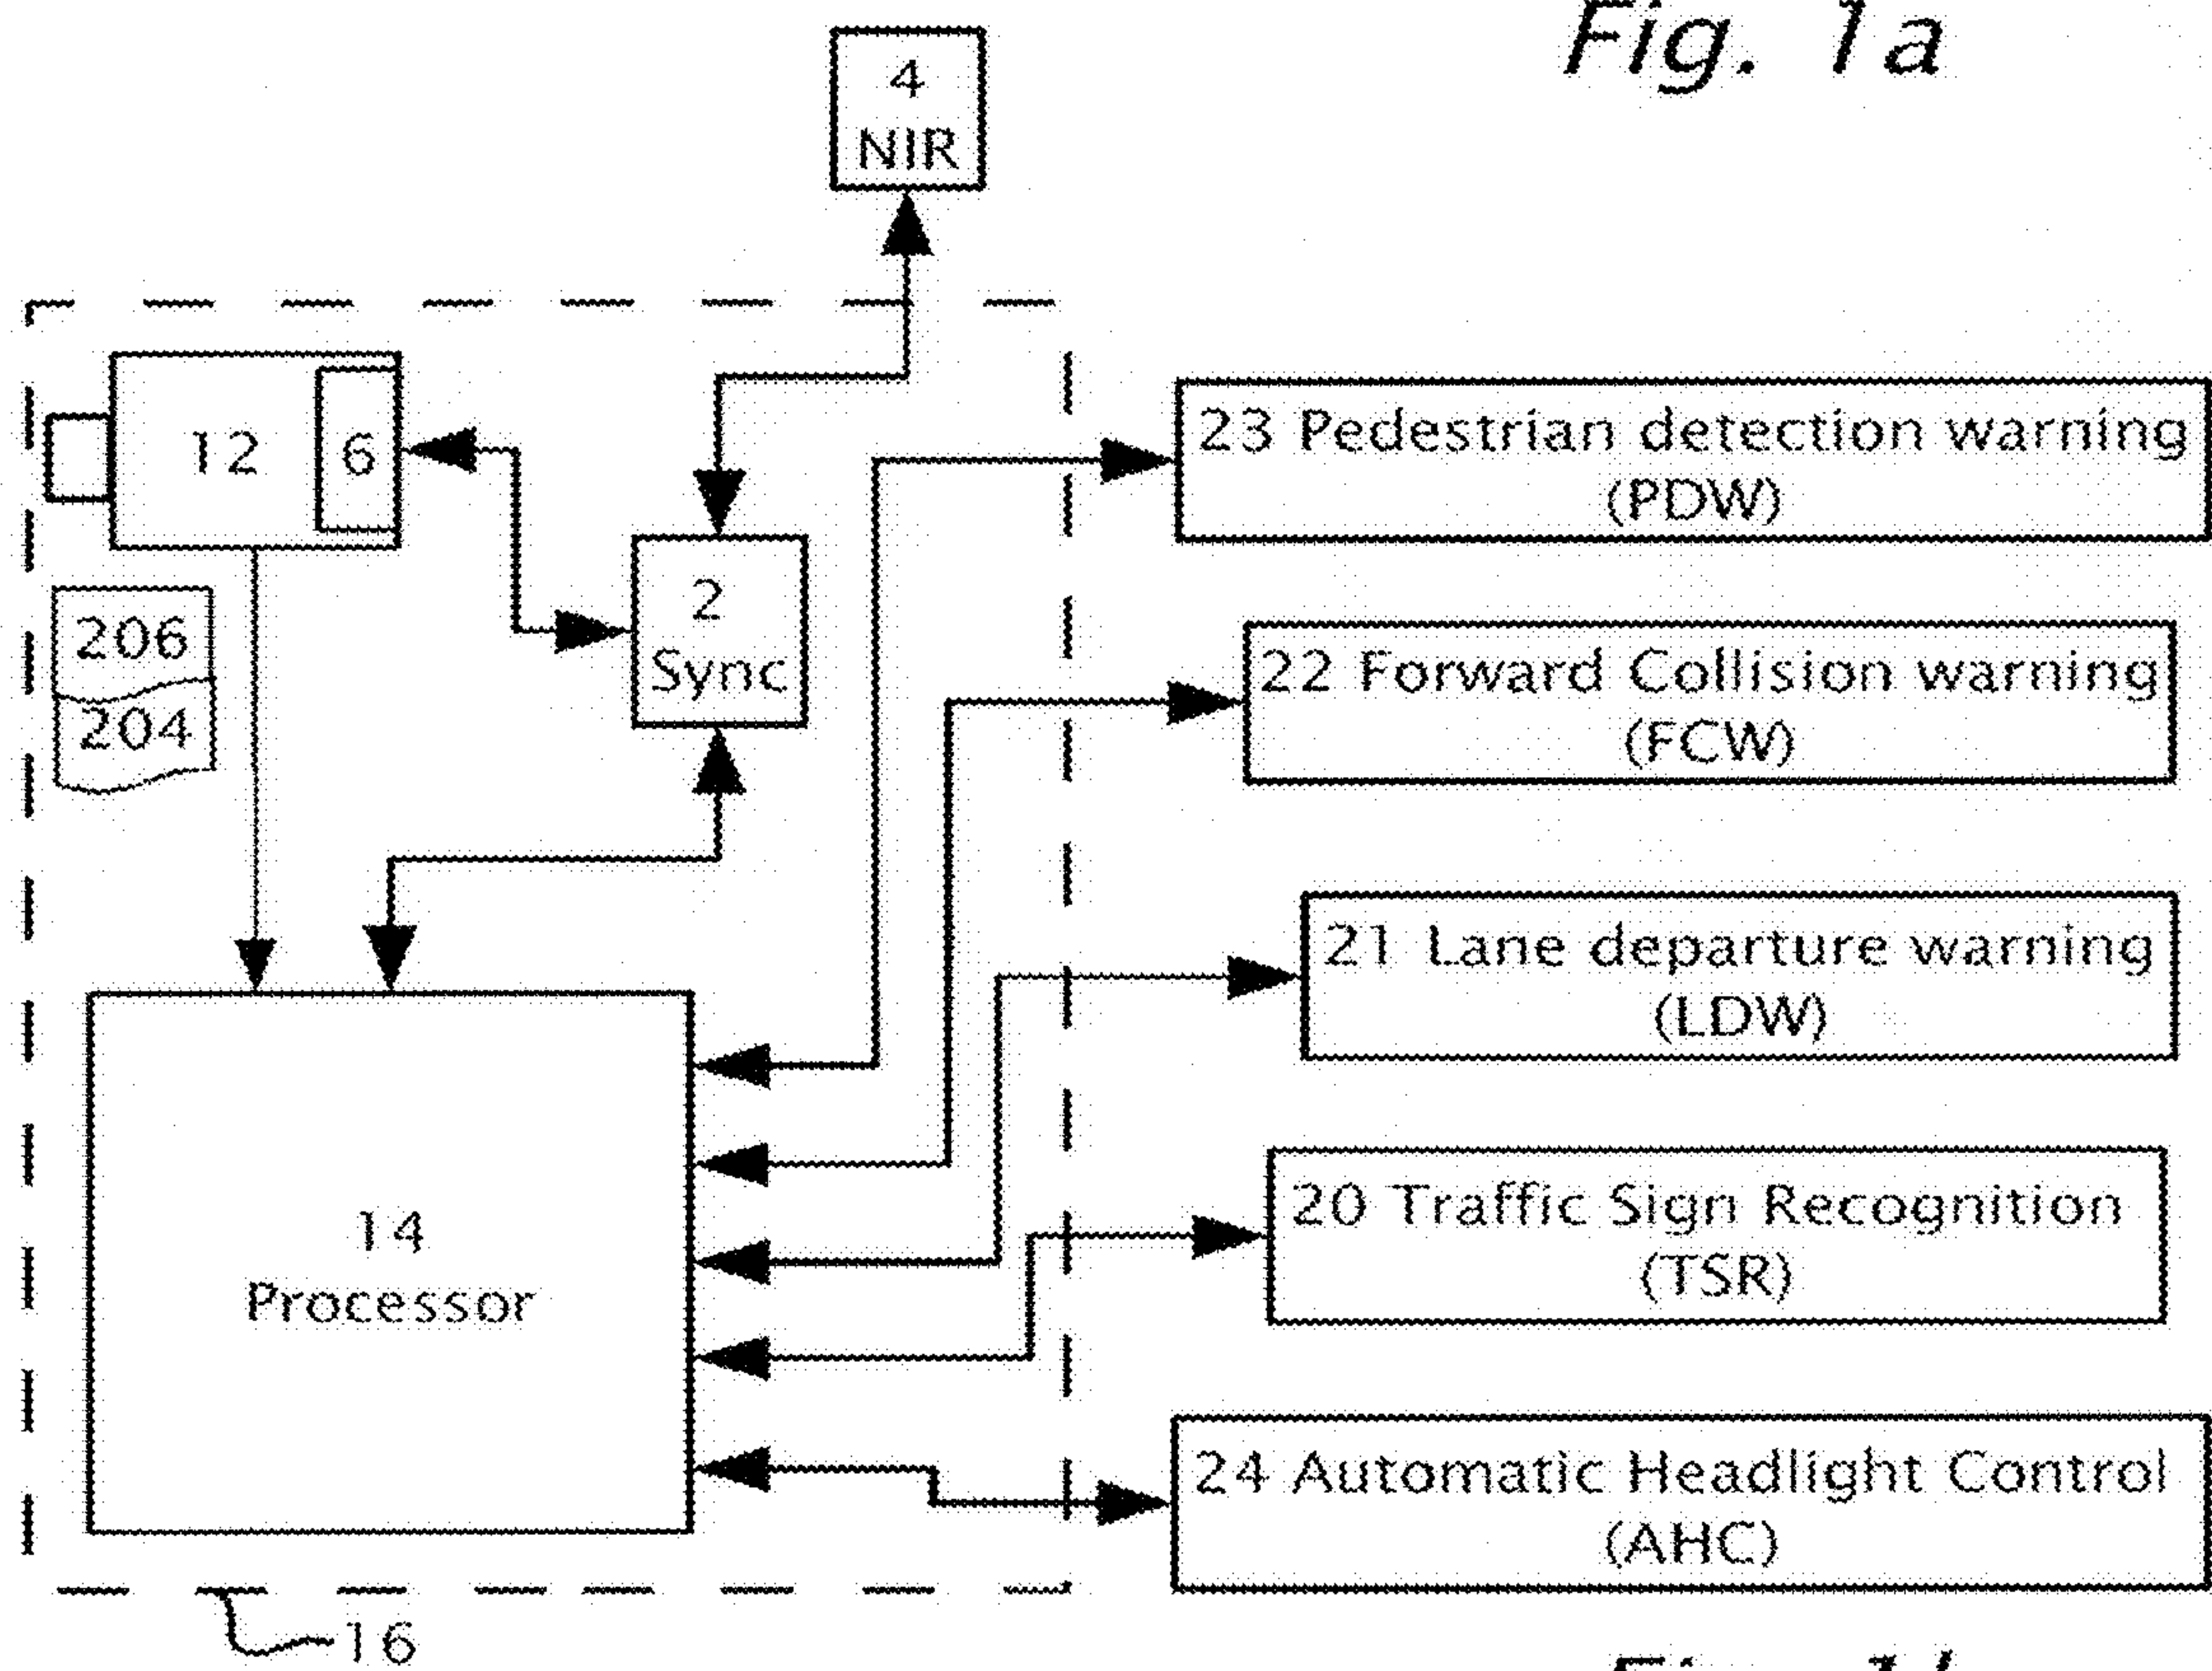 Fig. 1a
4
NIR
12
6
23 Pedestrian detection warning
(PDW)
2
Sync
206
204
22 Forward Collision warning
(FCW)
21 Lane departure warning
(LDW)
14
Processor
20 Traffic Sign Recognition
(TSR)
24 Automatic Headlight Control
(AHC)
16